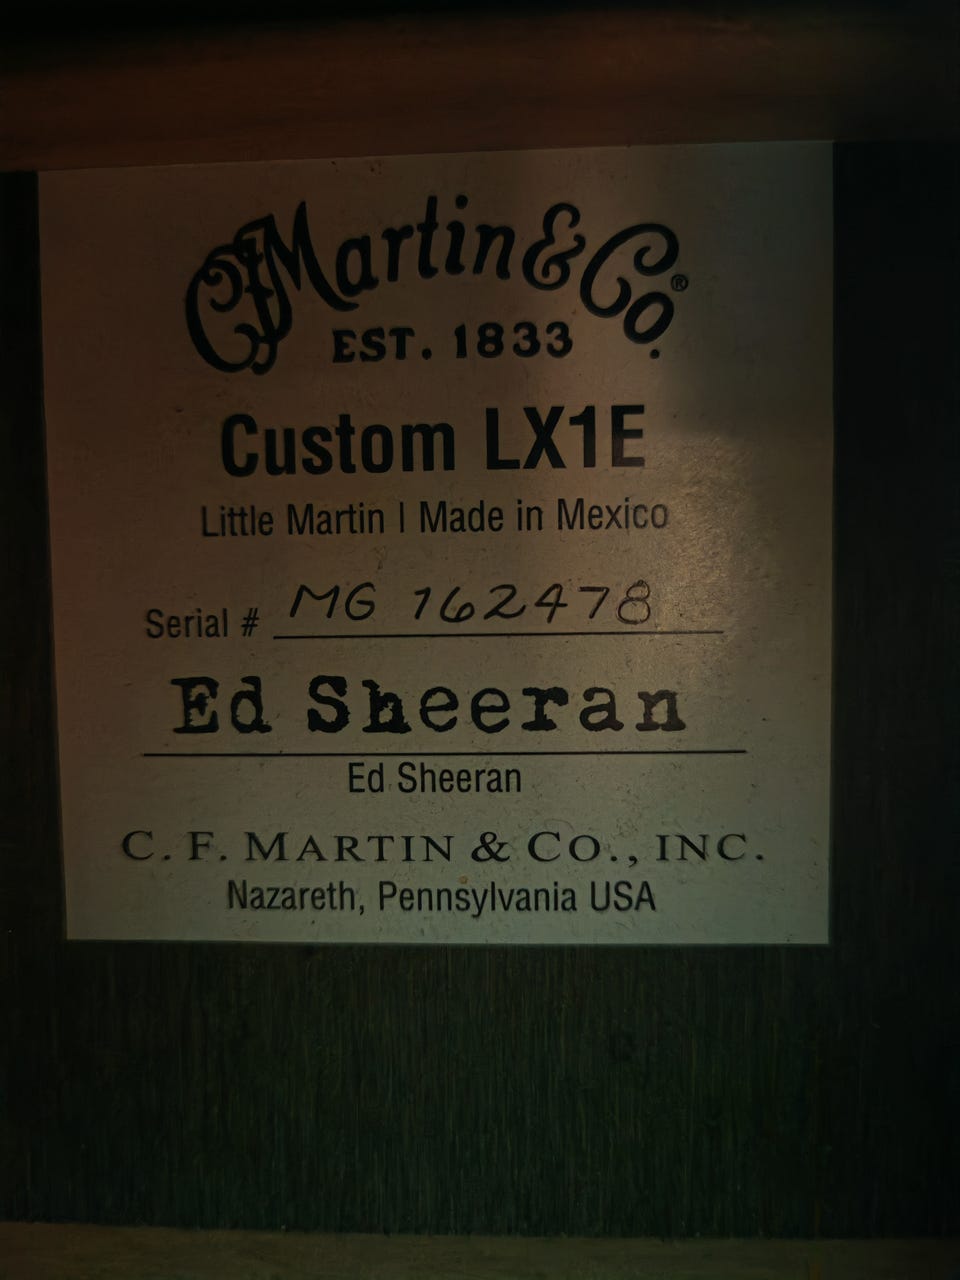 CFMartin & Co.®
EST. 1833
Custom LX1E
Little Martin | Made in Mexico
Serial # MG 162478
Ed Sheeran
Ed Sheeran
C. F. MARTIN & CO., INC.
Nazareth, Pennsylvania USA